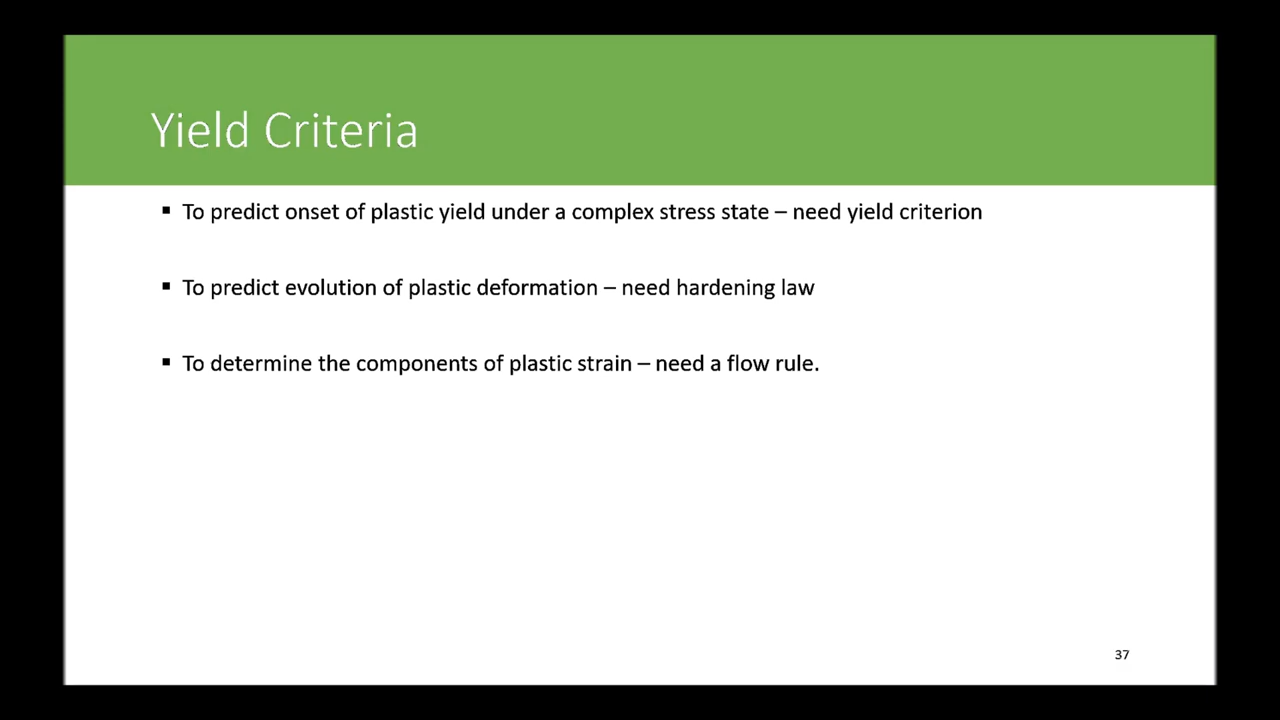 Yield Criteria
▪ To predict onset of plastic yield under a complex stress state – need yield criterion
▪ To predict evolution of plastic deformation – need hardening law
▪ To determine the components of plastic strain – need a flow rule.
37